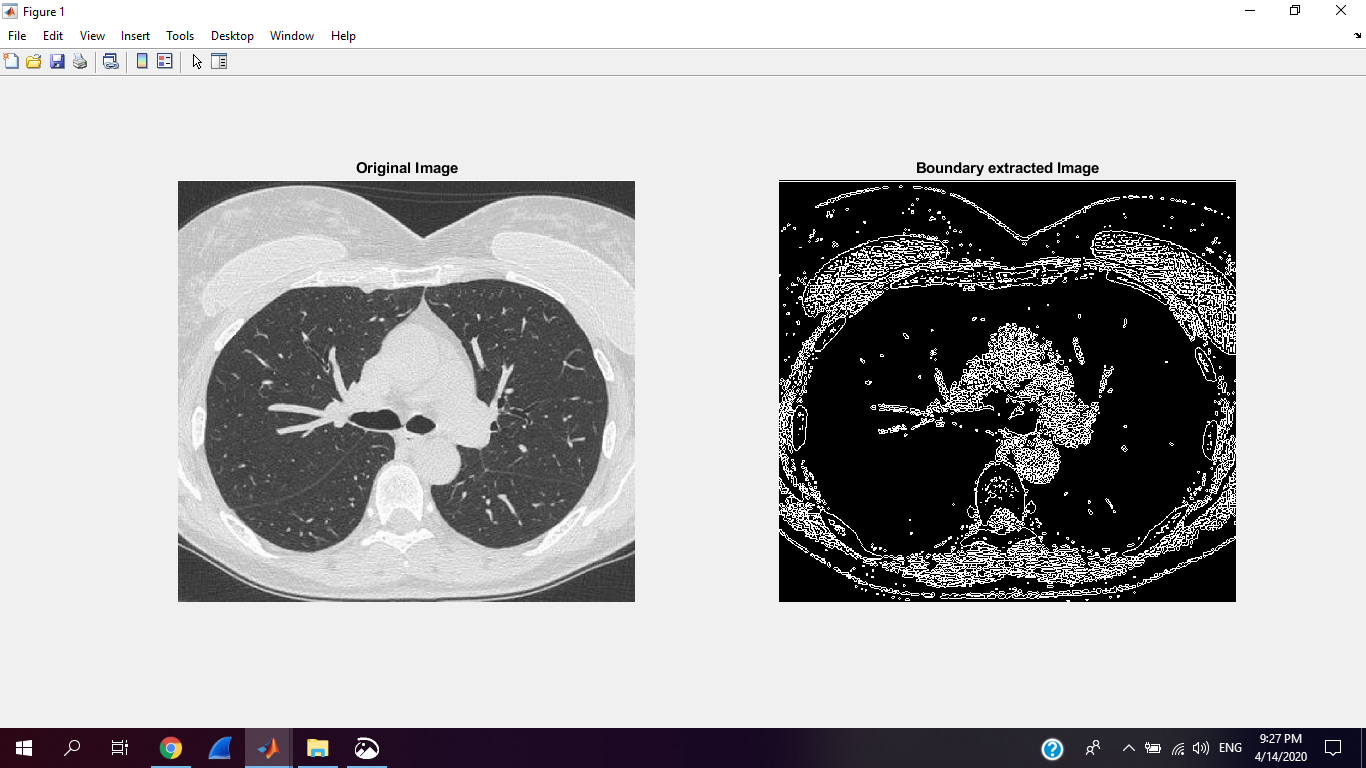 Figure 1
File Edit View Insert Tools Desktop Window Help
Original Image
Boundary extracted Image
ENG
9:27 PM
4/14/2020